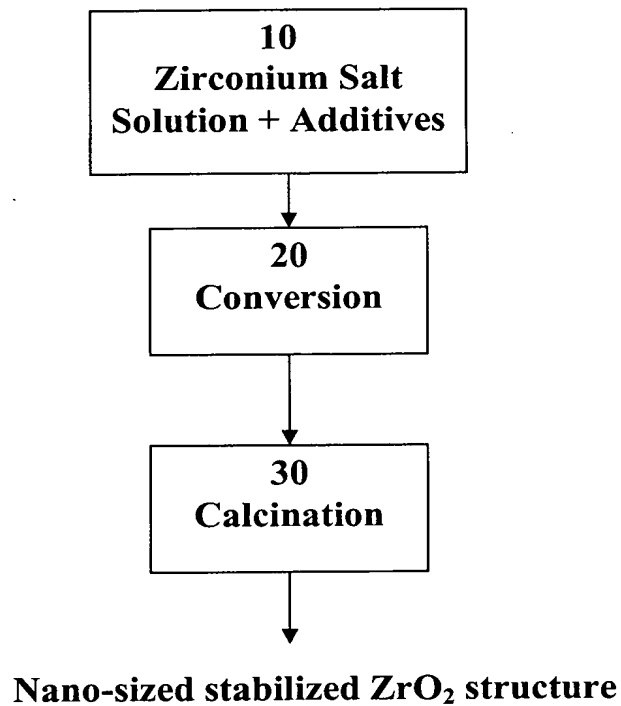 10
Zirconium Salt
Solution + Additives
20
Conversion
30
Calcination
Nano-sized stabilized ZrO₂ structure